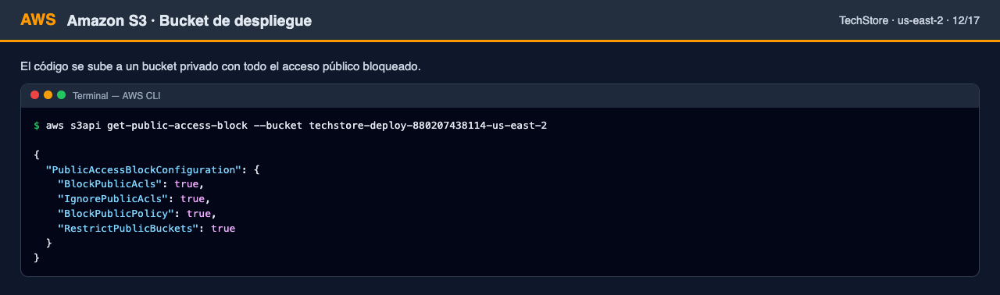 AWS Amazon S3 · Bucket de despliegue
TechStore · us-east-2 · 12/17
El código se sube a un bucket privado con todo el acceso público bloqueado.
Terminal — AWS CLI
$ aws s3api get-public-access-block --bucket techstore-deploy-880207438114-us-east-2
{
  "PublicAccessBlockConfiguration": {
    "BlockPublicAcls": true,
    "IgnorePublicAcls": true,
    "BlockPublicPolicy": true,
    "RestrictPublicBuckets": true
  }
}